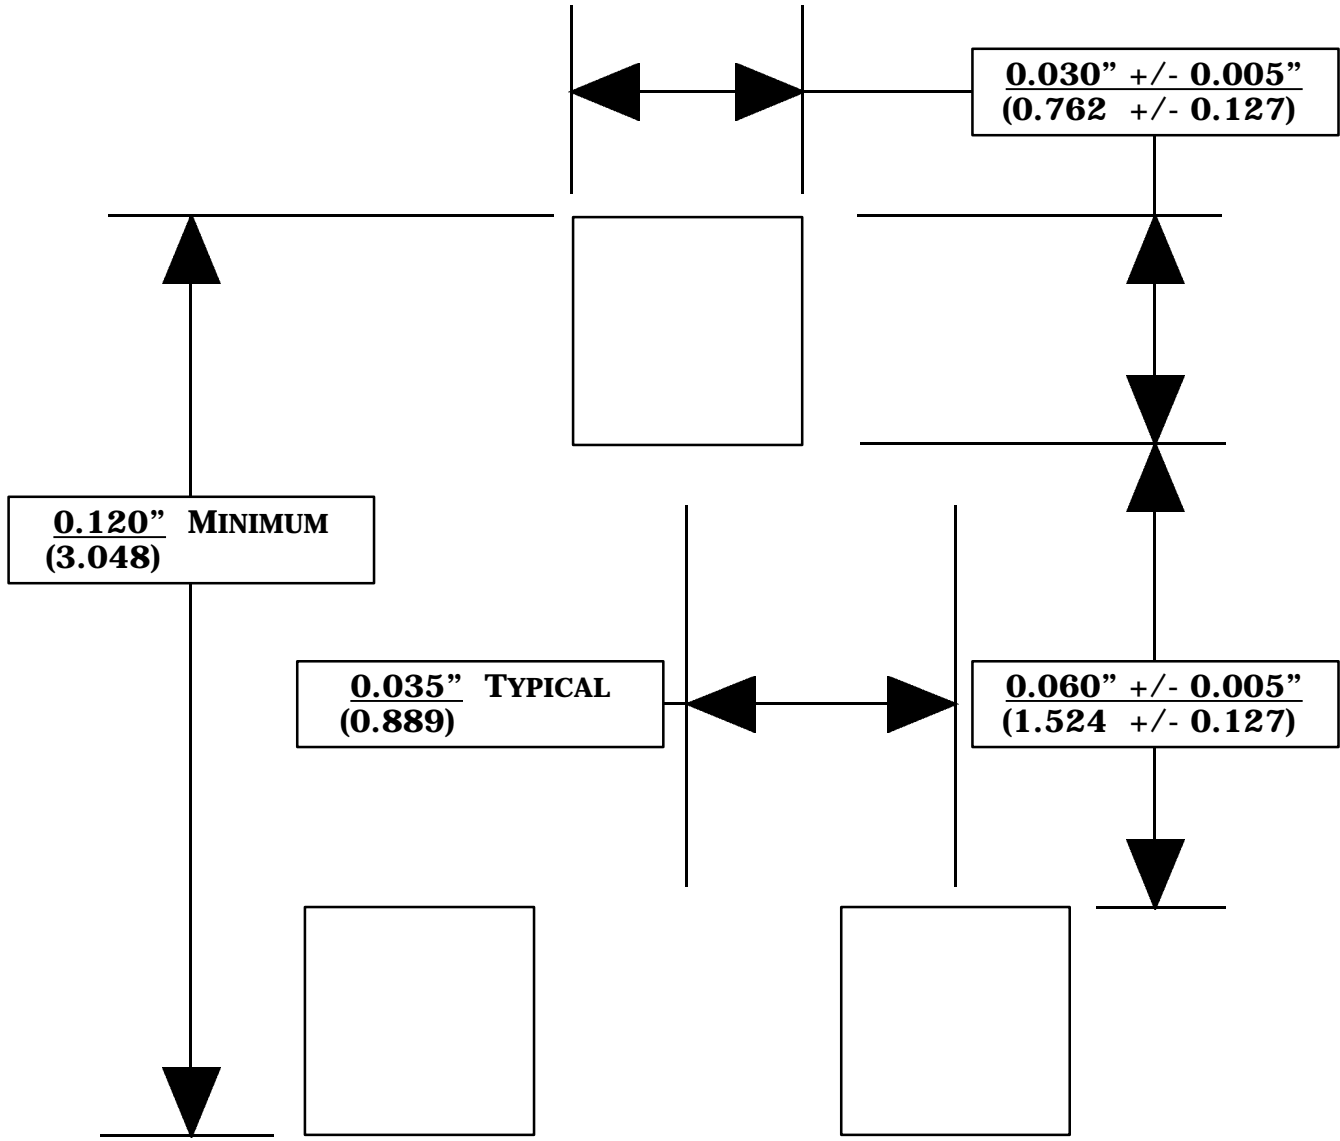 0.030” +/- 0.005”
(0.762 +/- 0.127)
0.120” MINIMUM
(3.048)
0.035” TYPICAL
(0.889)
0.060” +/- 0.005”
(1.524 +/- 0.127)